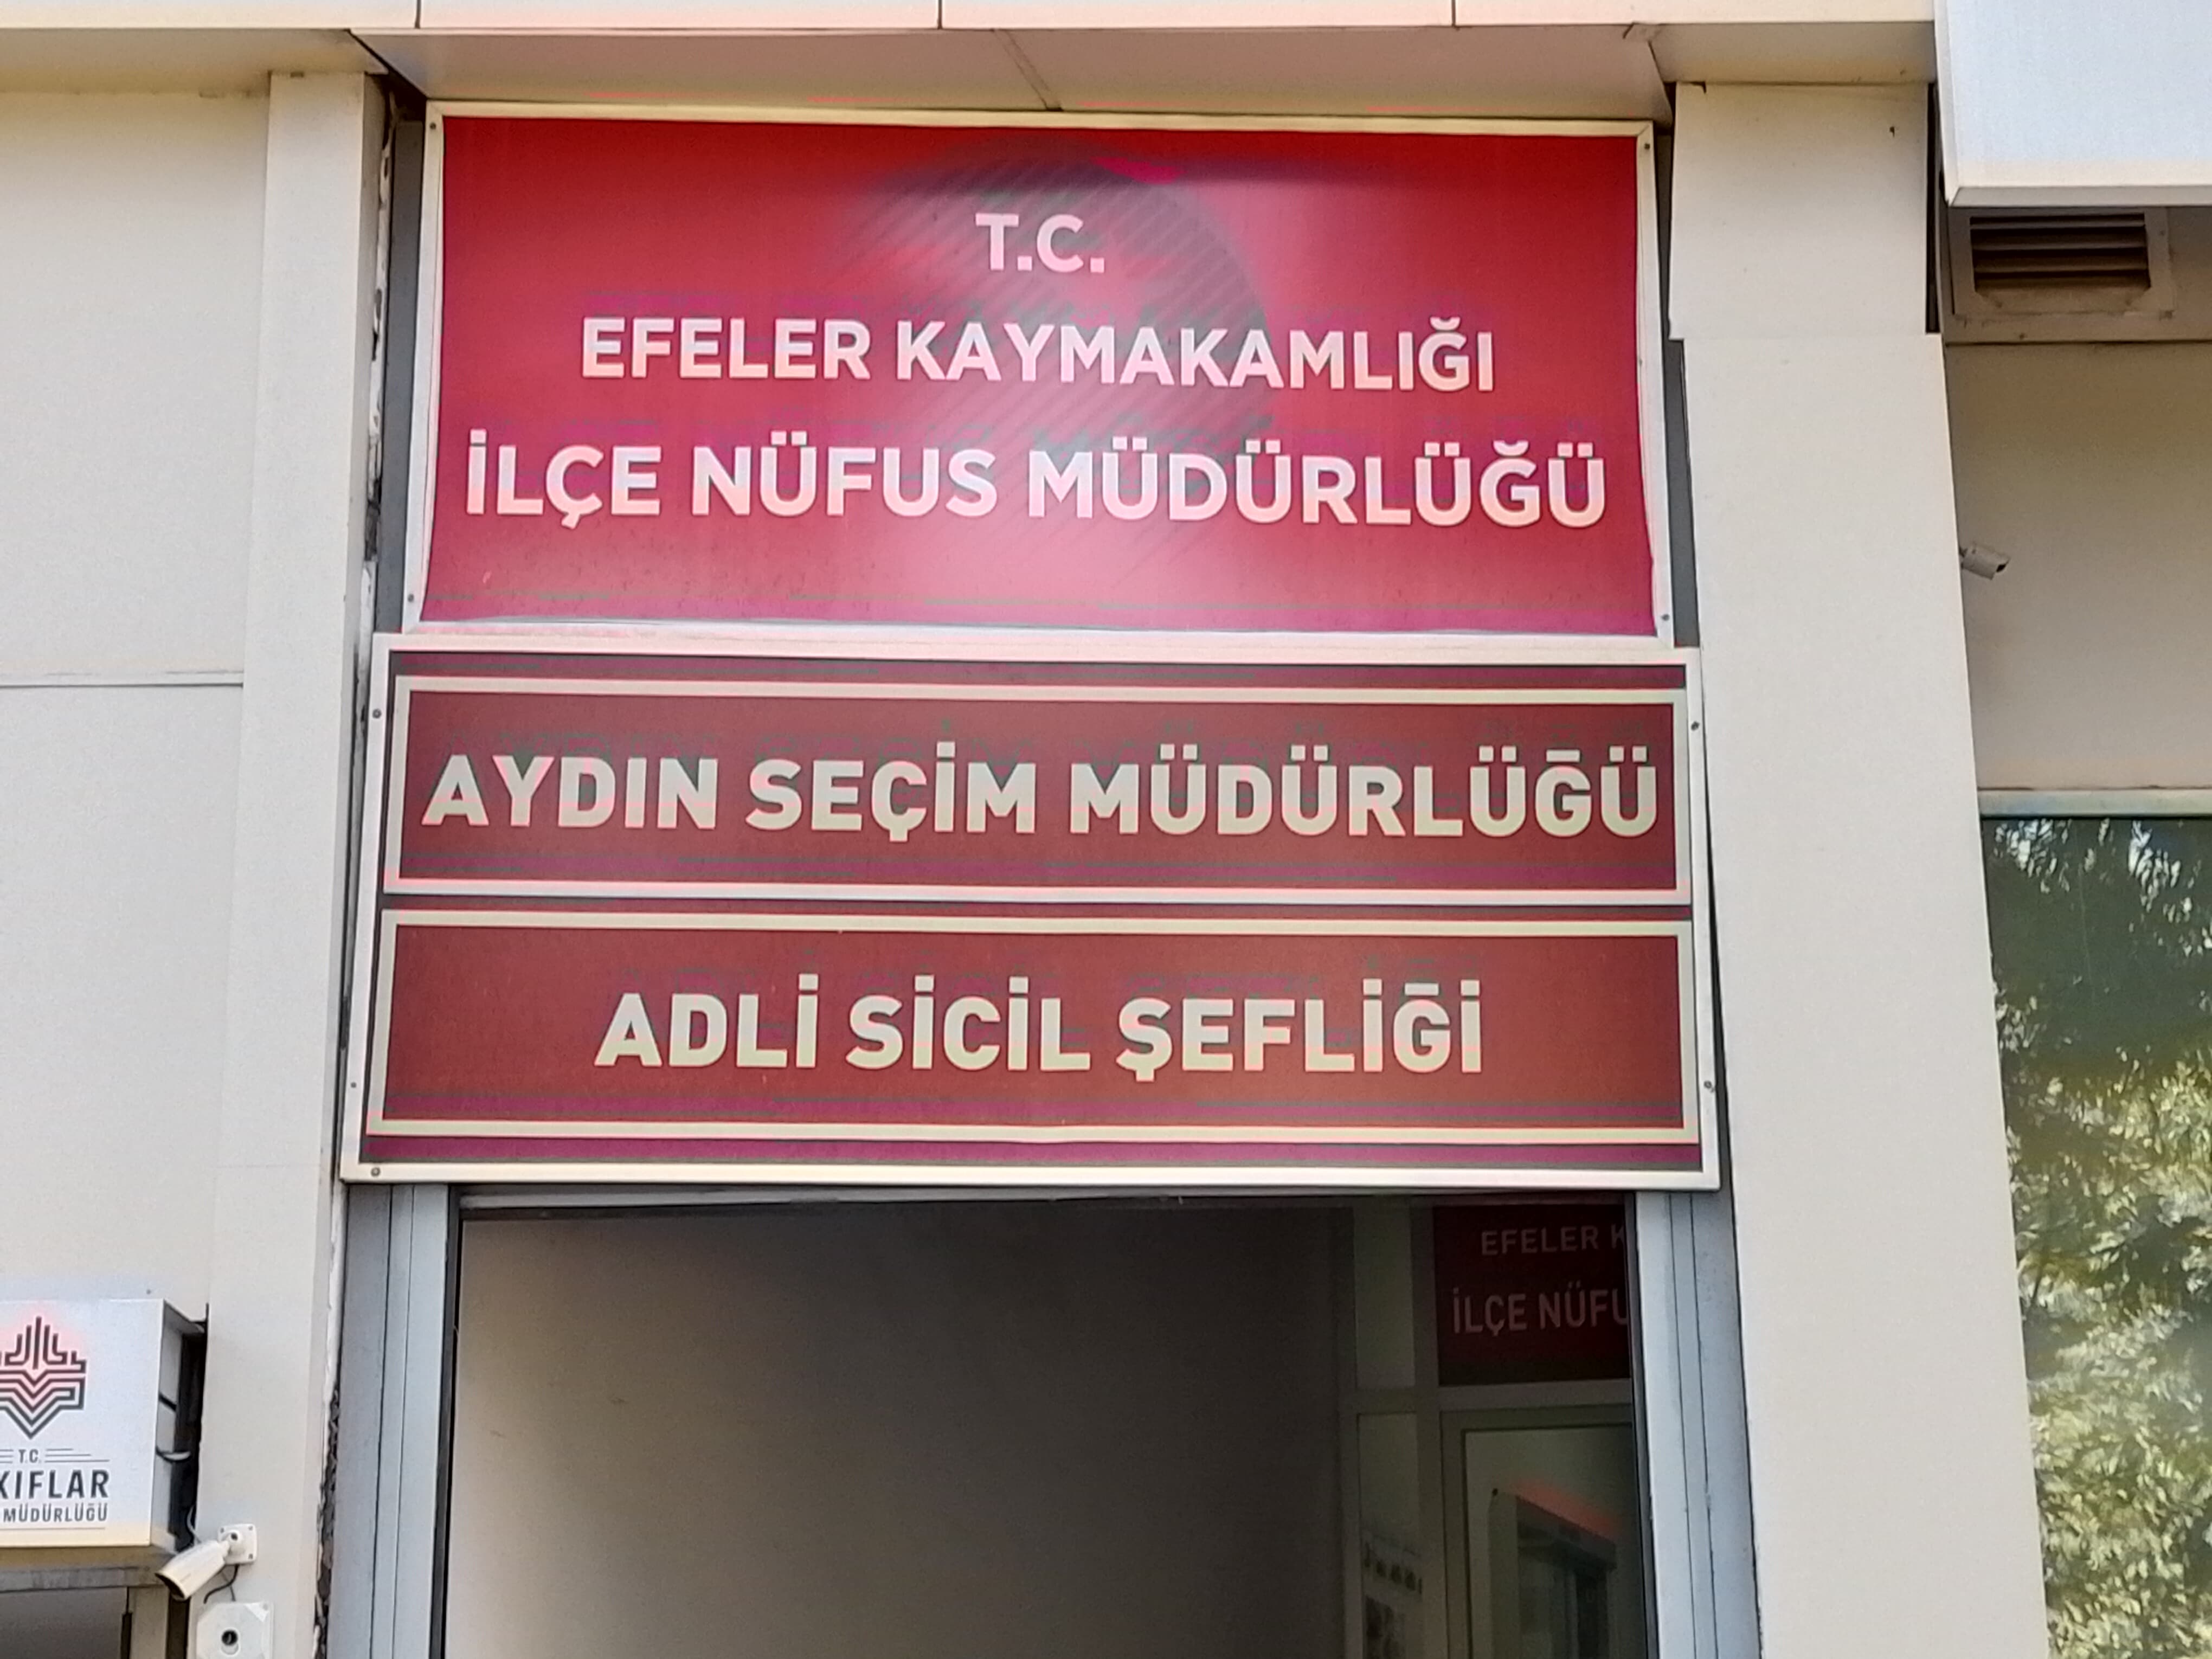 T.C.
EFELER KAYMAKAMLIĞI
İLÇE NÜFUS MÜDÜRLÜĞÜ
AYDIN SEÇİM MÜDÜRLÜĞÜ
ADLİ SİCİL ŞEFLİĞİ
EFELER K
İLÇE NÜFU
T.C.
KIFLAR
MÜDÜRLÜĞÜ